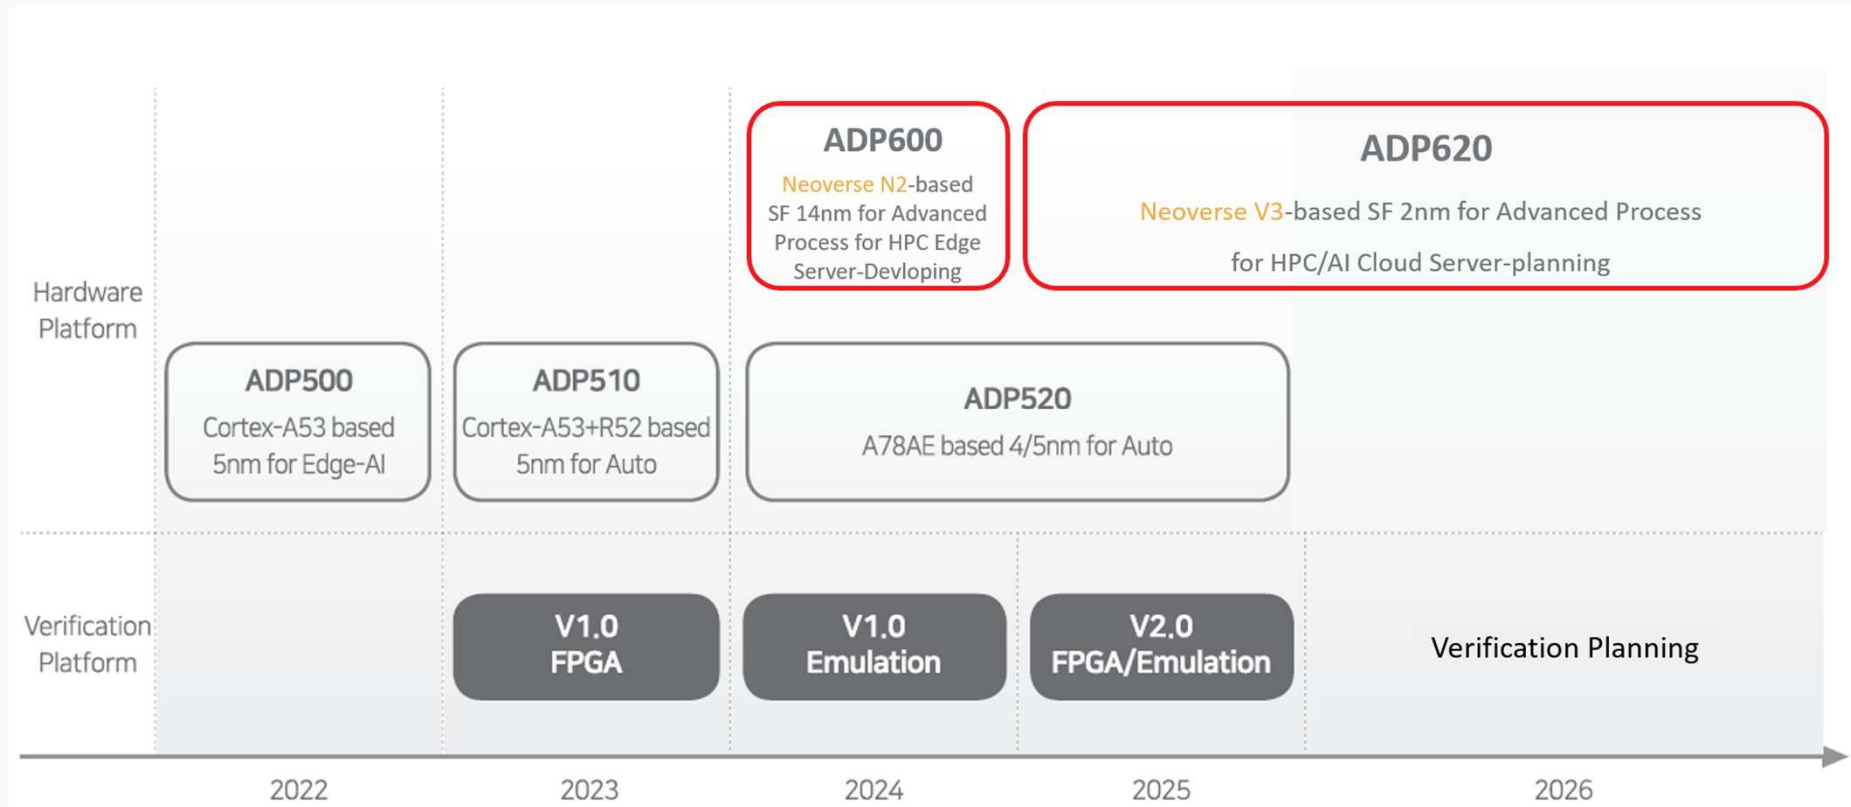 ADP600
Neoverse N2-based
SF 14nm for Advanced
Process for HPC Edge
Server-Devloping
ADP620
Neoverse V3-based SF 2nm for Advanced Process
for HPC/AI Cloud Server-planning
Hardware
Platform
ADP500
Cortex-A53 based
5nm for Edge-AI
ADP510
Cortex-A53+R52 based
5nm for Auto
ADP520
A78AE based 4/5nm for Auto
Verification
Platform
V1.0
FPGA
V1.0
Emulation
V2.0
FPGA/Emulation
Verification Planning
2022
2023
2024
2025
2026